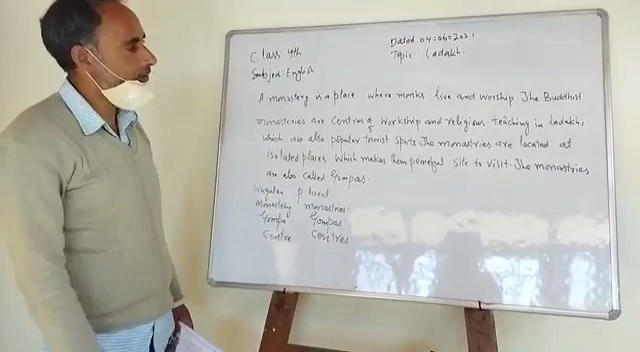 Class: 4th
Dated 04=06=2021
Subject: English
Topic: Ladakh.
A monastery is a place where monks live and worship The Buddhist
monasteries are centres of workship and religious teaching in ladakh,
which are also popular tourist spots. The monastries are located at
isolated places which makes them peaceful site to visit. The monastries
are also called Gompas.
Singular plural
monastery monastries
Gompa Gompas
Centre centres